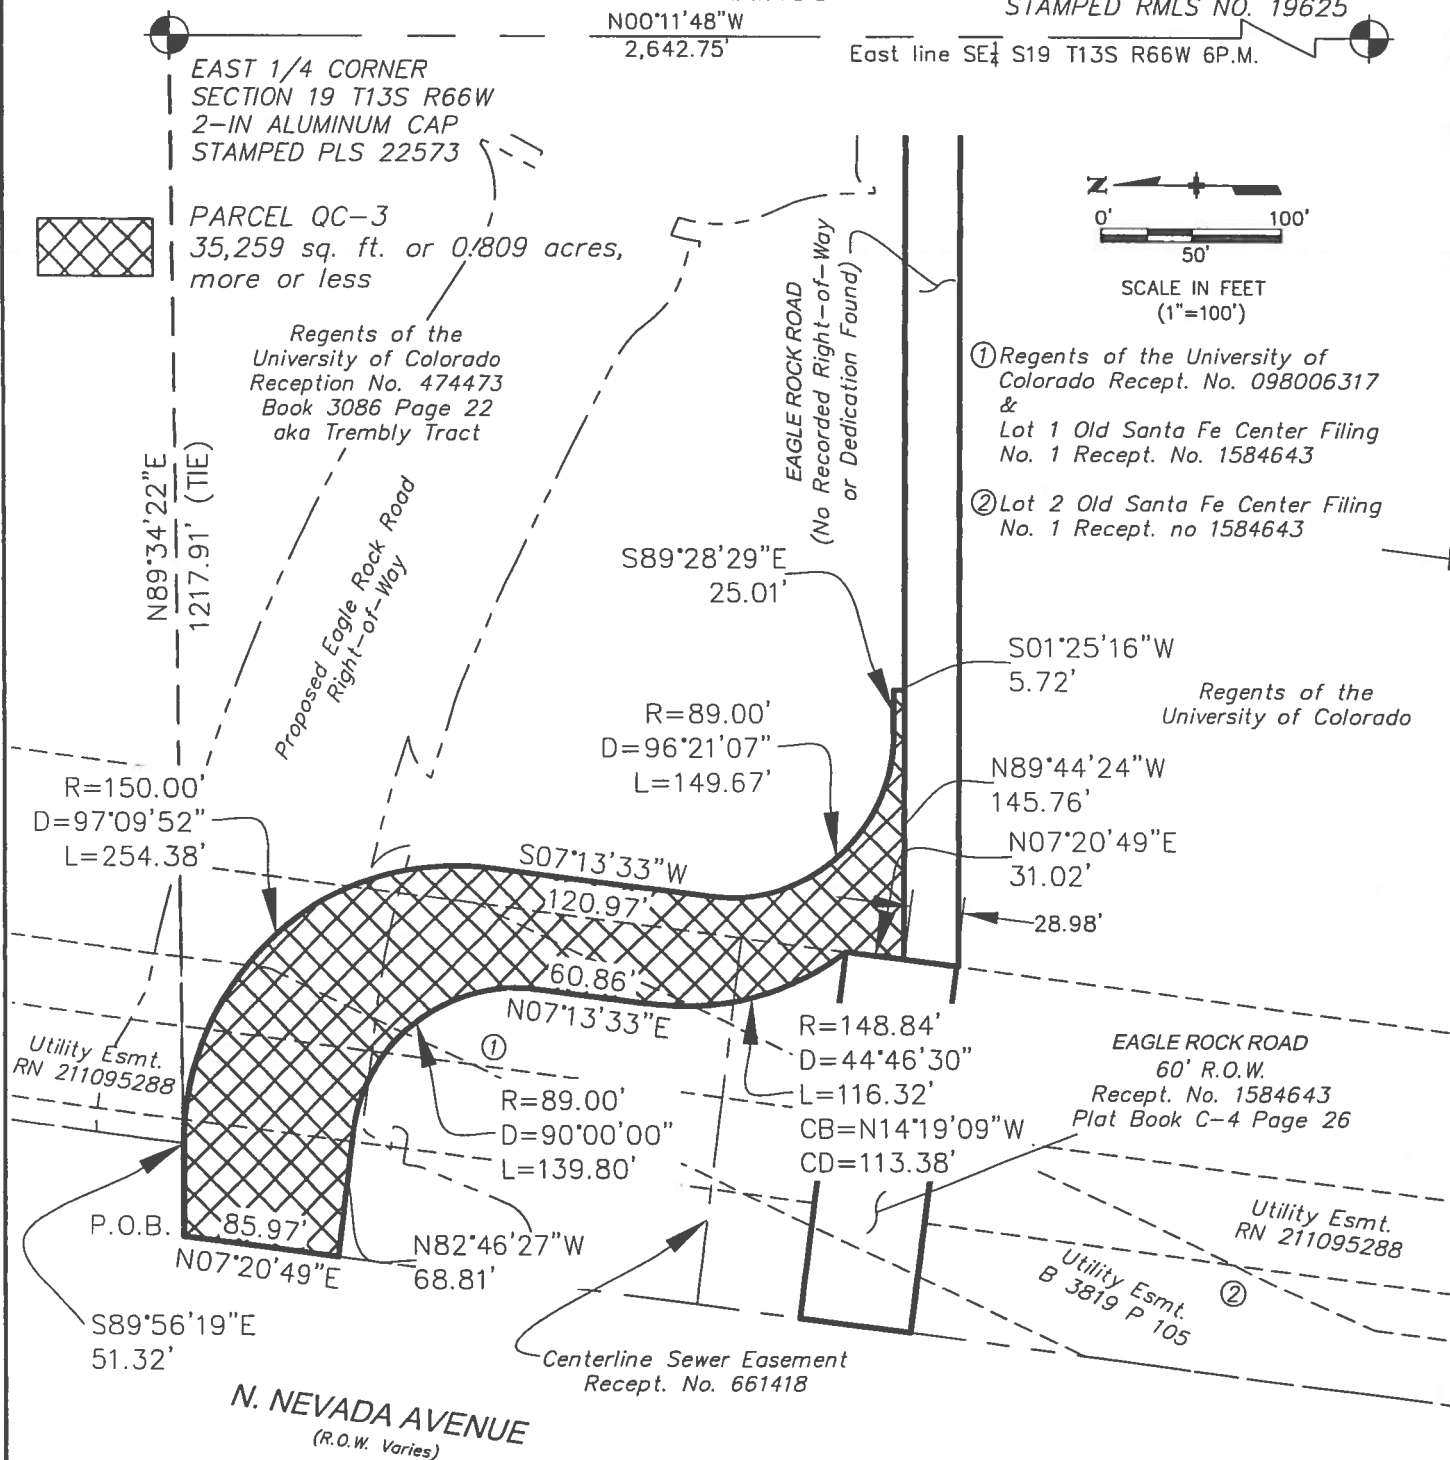 STAMPED RMLS NO. 19625
N00°11'48"W
2,642.75'
East line SE¼ S19 T13S R66W 6P.M.
EAST 1/4 CORNER
SECTION 19 T13S R66W
2-IN ALUMINUM CAP
STAMPED PLS 22573
PARCEL QC-3
35,259 sq. ft. or 0.809 acres,
more or less
Regents of the
University of Colorado
Reception No. 474473
Book 3086 Page 22
aka Trembly Tract
N89°34'22"E
1217.91' (TIE)
Proposed Eagle Rock Road
Right-of-Way
EAGLE ROCK ROAD
(No Recorded Right-of-Way
or Dedication Found)
N
0'
100'
50'
SCALE IN FEET
(1"=100')
① Regents of the University of
Colorado Recept. No. 098006317
&
Lot 1 Old Santa Fe Center Filing
No. 1 Recept. No. 1584643
② Lot 2 Old Santa Fe Center Filing
No. 1 Recept. no 1584643
S89°28'29"E
25.01'
S01°25'16"W
5.72'
Regents of the
University of Colorado
R=89.00'
D=96°21'07"
L=149.67'
N89°44'24"W
145.76'
R=150.00'
D=97°09'52"
L=254.38'
N07°20'49"E
31.02'
28.98'
S07°13'33"W
120.97'
60.86'
N07°13'33"E
R=148.84'
D=44°46'30"
L=116.32'
CB=N14°19'09"W
CD=113.38'
EAGLE ROCK ROAD
60' R.O.W.
Recept. No. 1584643
Plat Book C-4 Page 26
Utility Esmt.
RN 211095288
①
R=89.00'
D=90°00'00"
L=139.80'
P.O.B.
85.97'
N07°20'49"E
N82°46'27"W
68.81'
Utility Esmt.
RN 211095288
Utility Esmt.
B 3819 P 105
②
S89°56'19"E
51.32'
Centerline Sewer Easement
Recept. No. 661418
N. NEVADA AVENUE
(R.O.W. Varies)